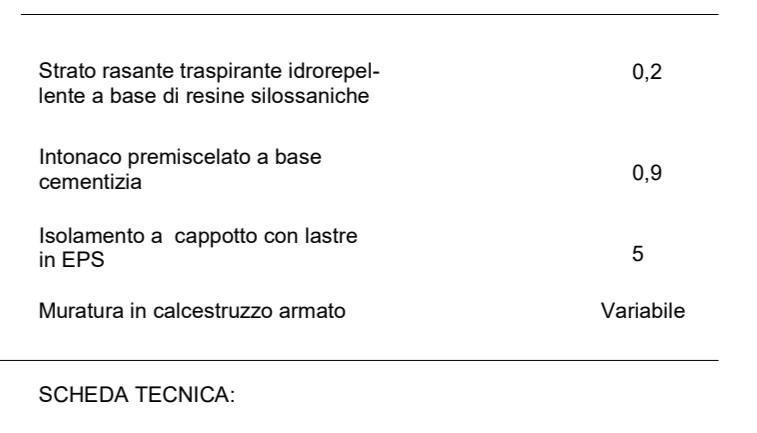 Strato rasante traspirante idrorepel-
0,2
lente a base di resine silossaniche
Intonaco premiscelato a base
cementizia
0,9
Isolamento a  cappotto con lastre
in EPS
5
Muratura in calcestruzzo armato
Variabile
SCHEDA TECNICA: